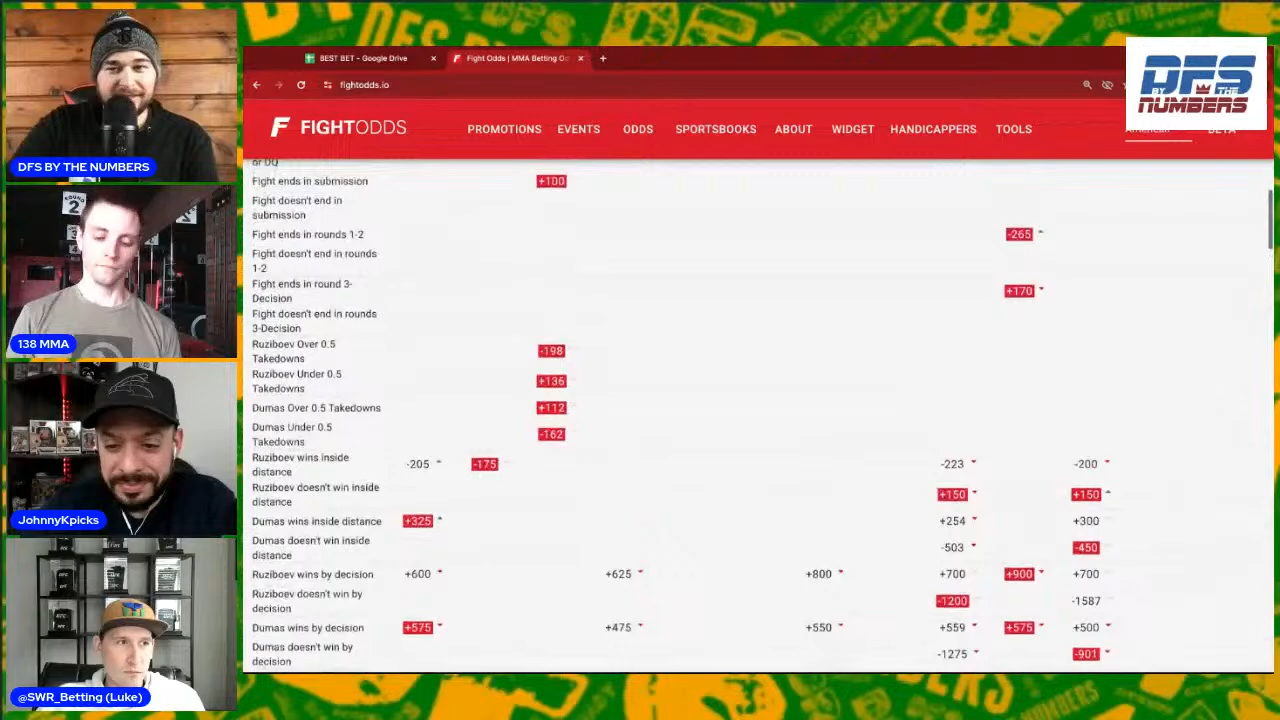 BEST BET - Google Drive
Fight Odds | MMA Betting Od
fightodds.io
DFS
BY THE
NUMBERS
FIGHTODDS
PROMOTIONS EVENTS ODDS SPORTSBOOKS ABOUT WIDGET HANDICAPPERS TOOLS
or DQ
Fight ends in submission +100
Fight doesn't end in
submission
Fight ends in rounds 1-2 -265
Fight doesn't end in rounds
1-2
Fight ends in round 3-
Decision +170
Fight doesn't end in rounds
3-Decision
Ruziboev Over 0.5
Takedowns -198
Ruziboev Under 0.5
Takedowns +136
Dumas Over 0.5 Takedowns +112
Dumas Under 0.5
Takedowns -162
Ruziboev wins inside
distance -205 -175 -223 -200
Ruziboev doesn't win inside
distance +150 +150
Dumas wins inside distance +325 +254 +300
Dumas doesn't win inside
distance -503 -450
Ruziboev wins by decision +600 +625 +800 +700 +900 +700
Ruziboev doesn't win by
decision -1200 -1587
Dumas wins by decision +575 +475 +550 +559 +575 +500
Dumas doesn't win by
decision -1275 -901
DFS BY THE NUMBERS
138 MMA
JohnnyKpicks
@SWR_Betting (Luke)